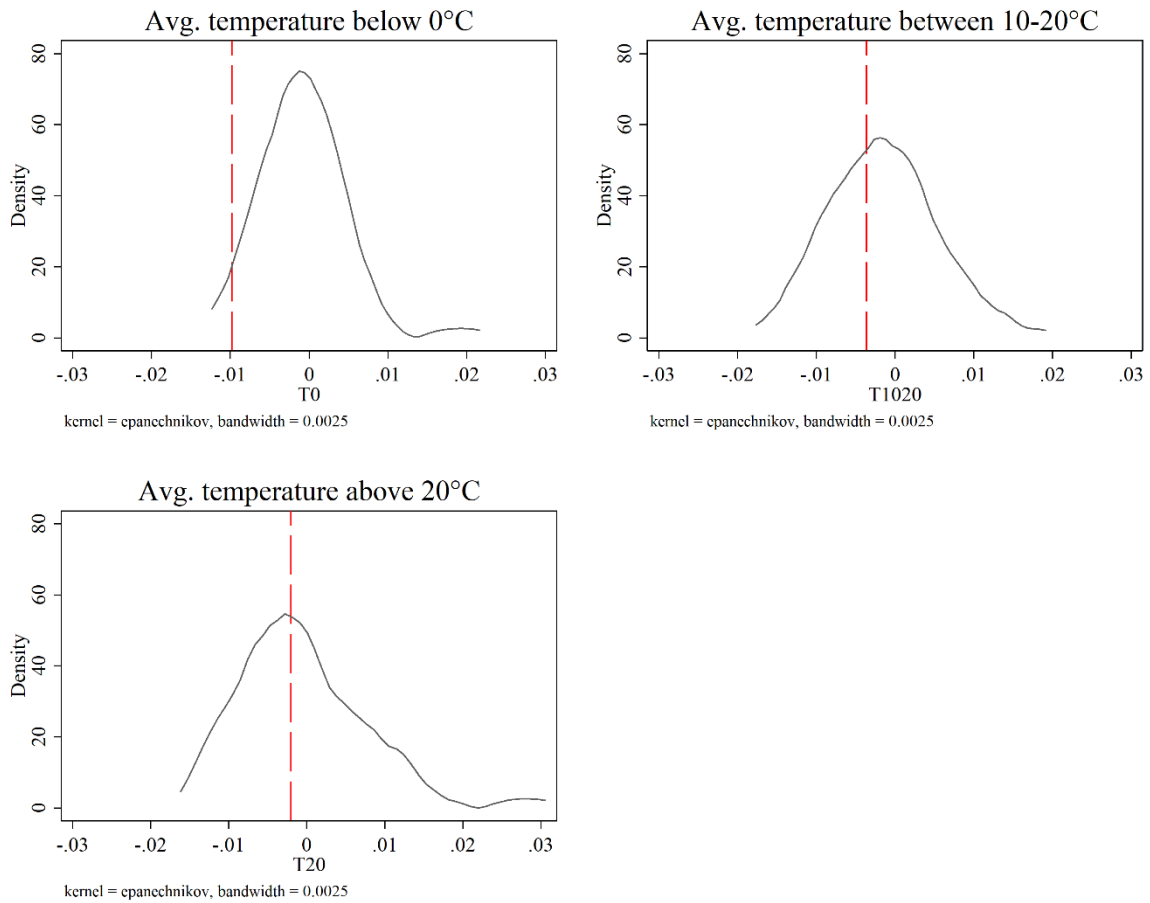 Avg. temperature below 0°C
80
60
40
20
0
Density
-.03 -.02 -.01 0 .01 .02 .03
T0
kernel = epanechnikov, bandwidth = 0.0025
Avg. temperature between 10-20°C
80
60
40
20
0
Density
-.03 -.02 -.01 0 .01 .02 .03
T1020
kernel = epanechnikov, bandwidth = 0.0025
Avg. temperature above 20°C
80
60
40
20
0
Density
-.03 -.02 -.01 0 .01 .02 .03
T20
kernel = epanechnikov, bandwidth = 0.0025